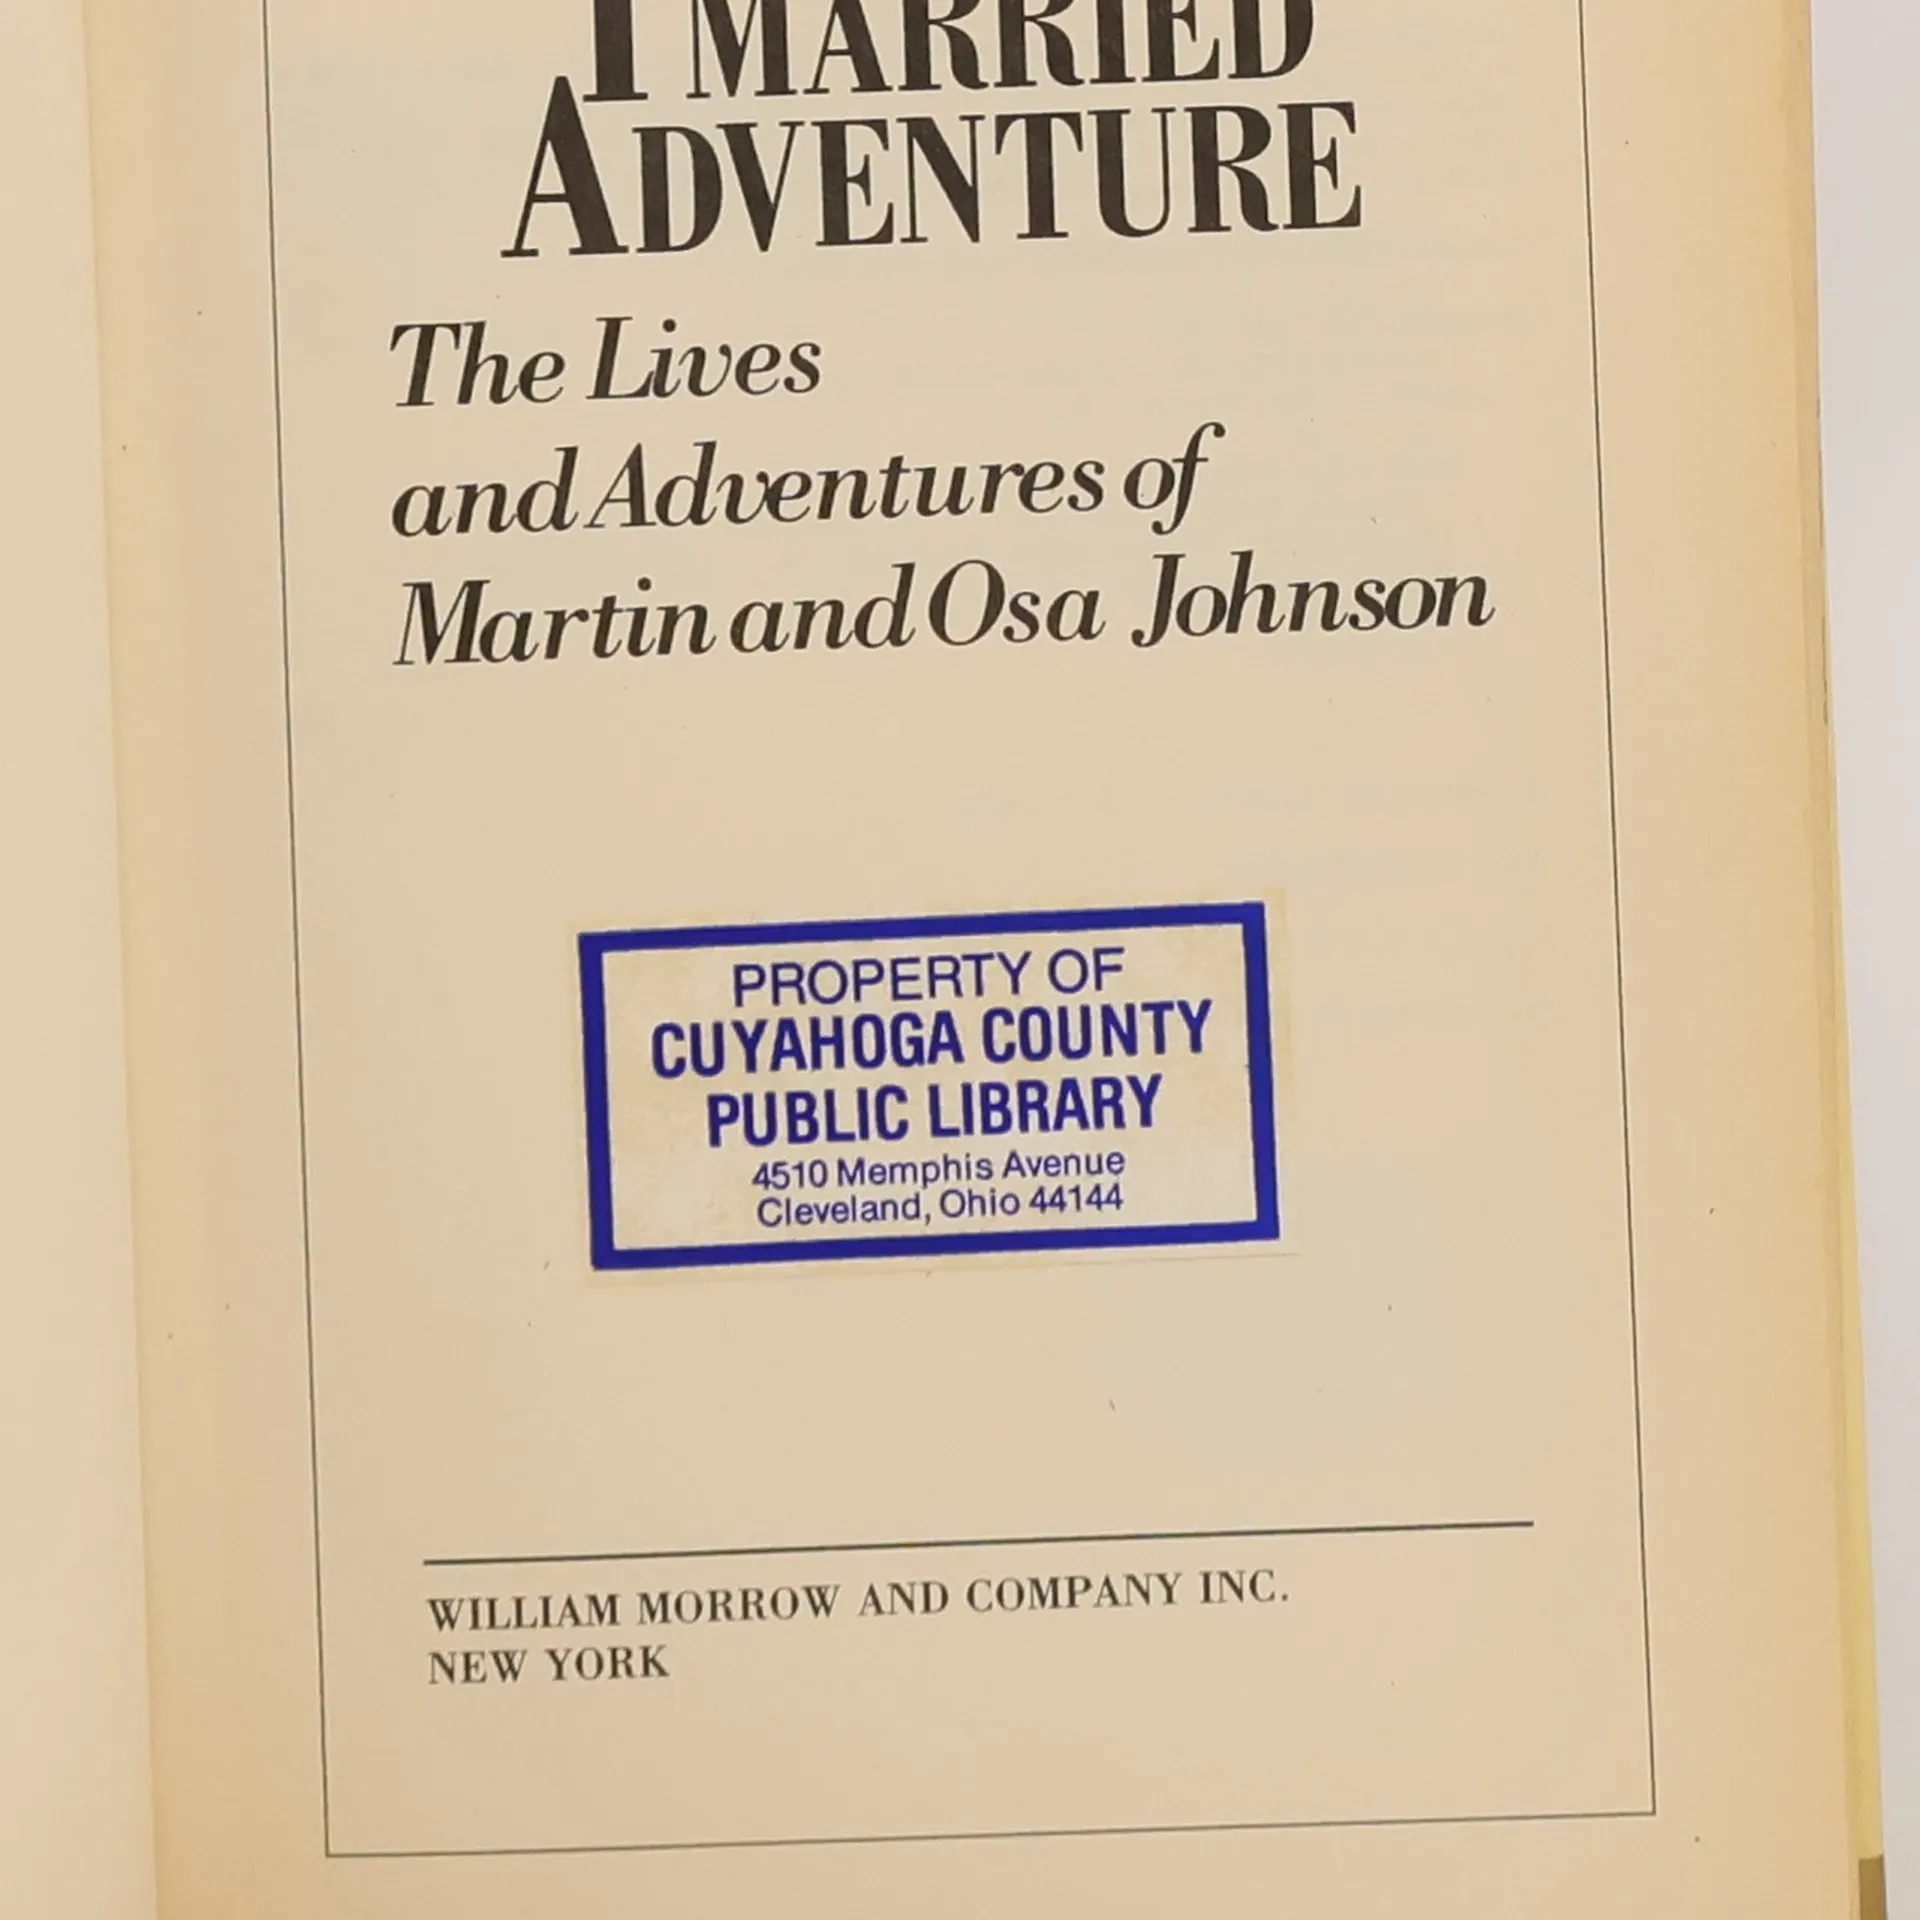 I MARRIED
ADVENTURE
The Lives
and Adventures of
Martin and Osa Johnson
PROPERTY OF
CUYAHOGA COUNTY
PUBLIC LIBRARY
4510 Memphis Avenue
Cleveland, Ohio 44144
WILLIAM MORROW AND COMPANY INC.
NEW YORK